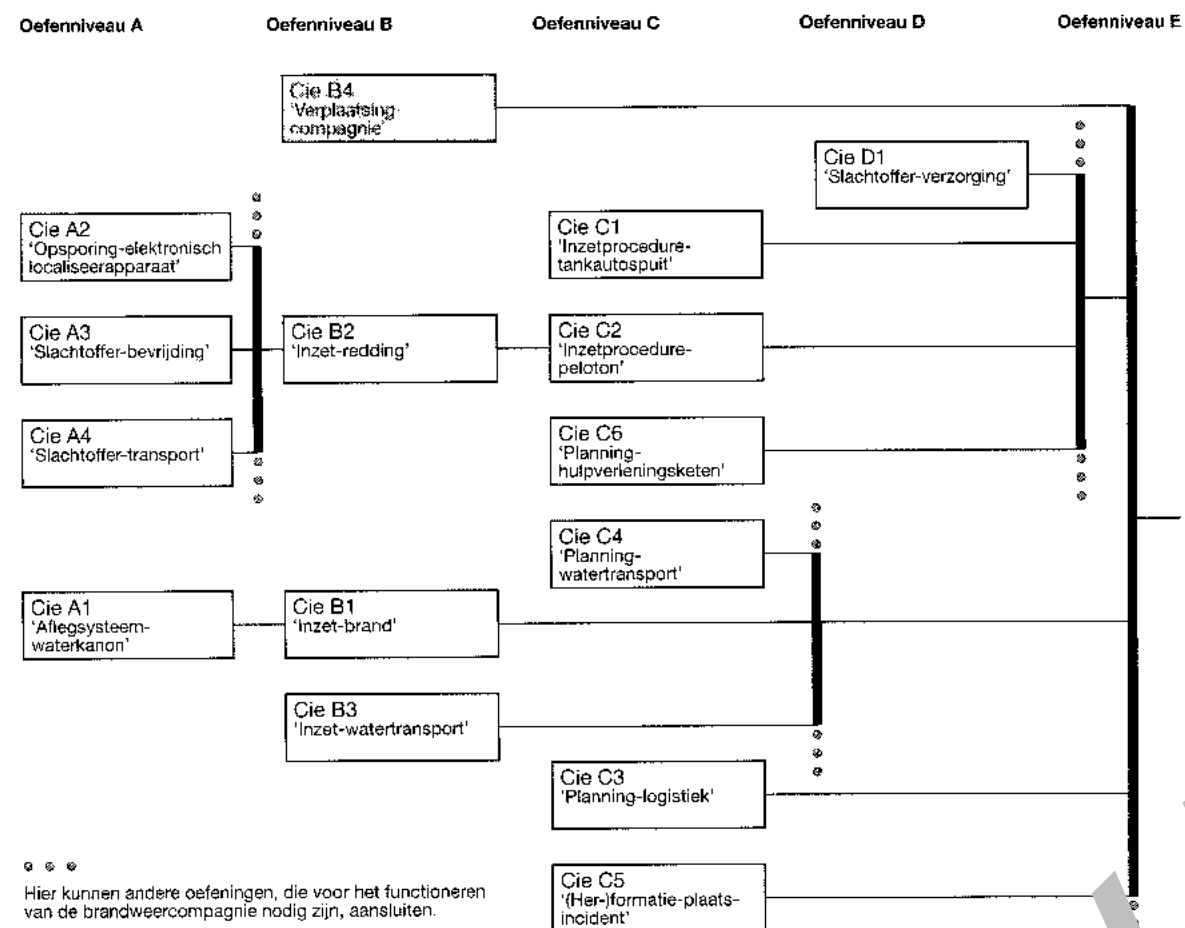 Oefenniveau A
Oefenniveau B
Oefenniveau C
Oefenniveau D
Oefenniveau E
Cie B4
'Verplaatsing
compagnie'
Cie D1
'Slachtoffer-verzorging'
Cie A2
'Opsporing-elektronisch
localiseerapparaat'
Cie C1
'Inzetprocedure-
tankautospuit'
Cie A3
'Slachtoffer-bevrijding'
Cie B2
'Inzet-redding'
Cie C2
'Inzetprocedure-
peloton'
Cie A4
'Slachtoffer-transport'
Cie C6
'Planning-
hulpverleningsketen'
Cie C4
'Planning-
watertransport'
Cie A1
'Aflegsysteem-
waterkanon'
Cie B1
'Inzet-brand'
Cie B3
'Inzet-watertransport'
Cie C3
'Planning-logistiek'
Cie C5
'(Her-)formatie-plaats-
incident'
Hier kunnen andere oefeningen, die voor het functioneren
van de brandweercompagnie nodig zijn, aansluiten.